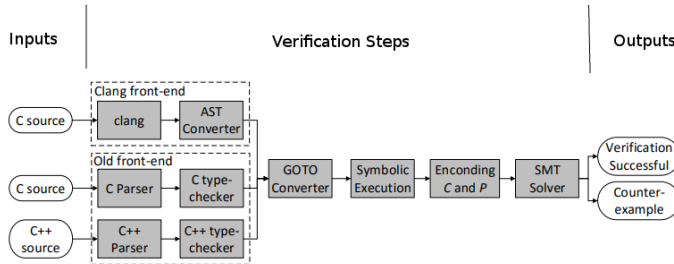 Inputs
Verification Steps
Outputs
Clang front-end
C source
clang
AST
Converter
Old front-end
C source
C Parser
C type-
checker
C++
source
C++
Parser
C++ type-
checker
GOTO
Converter
Symbolic
Execution
Enconding
C and P
SMT
Solver
Verification
Successful
Counter-
example